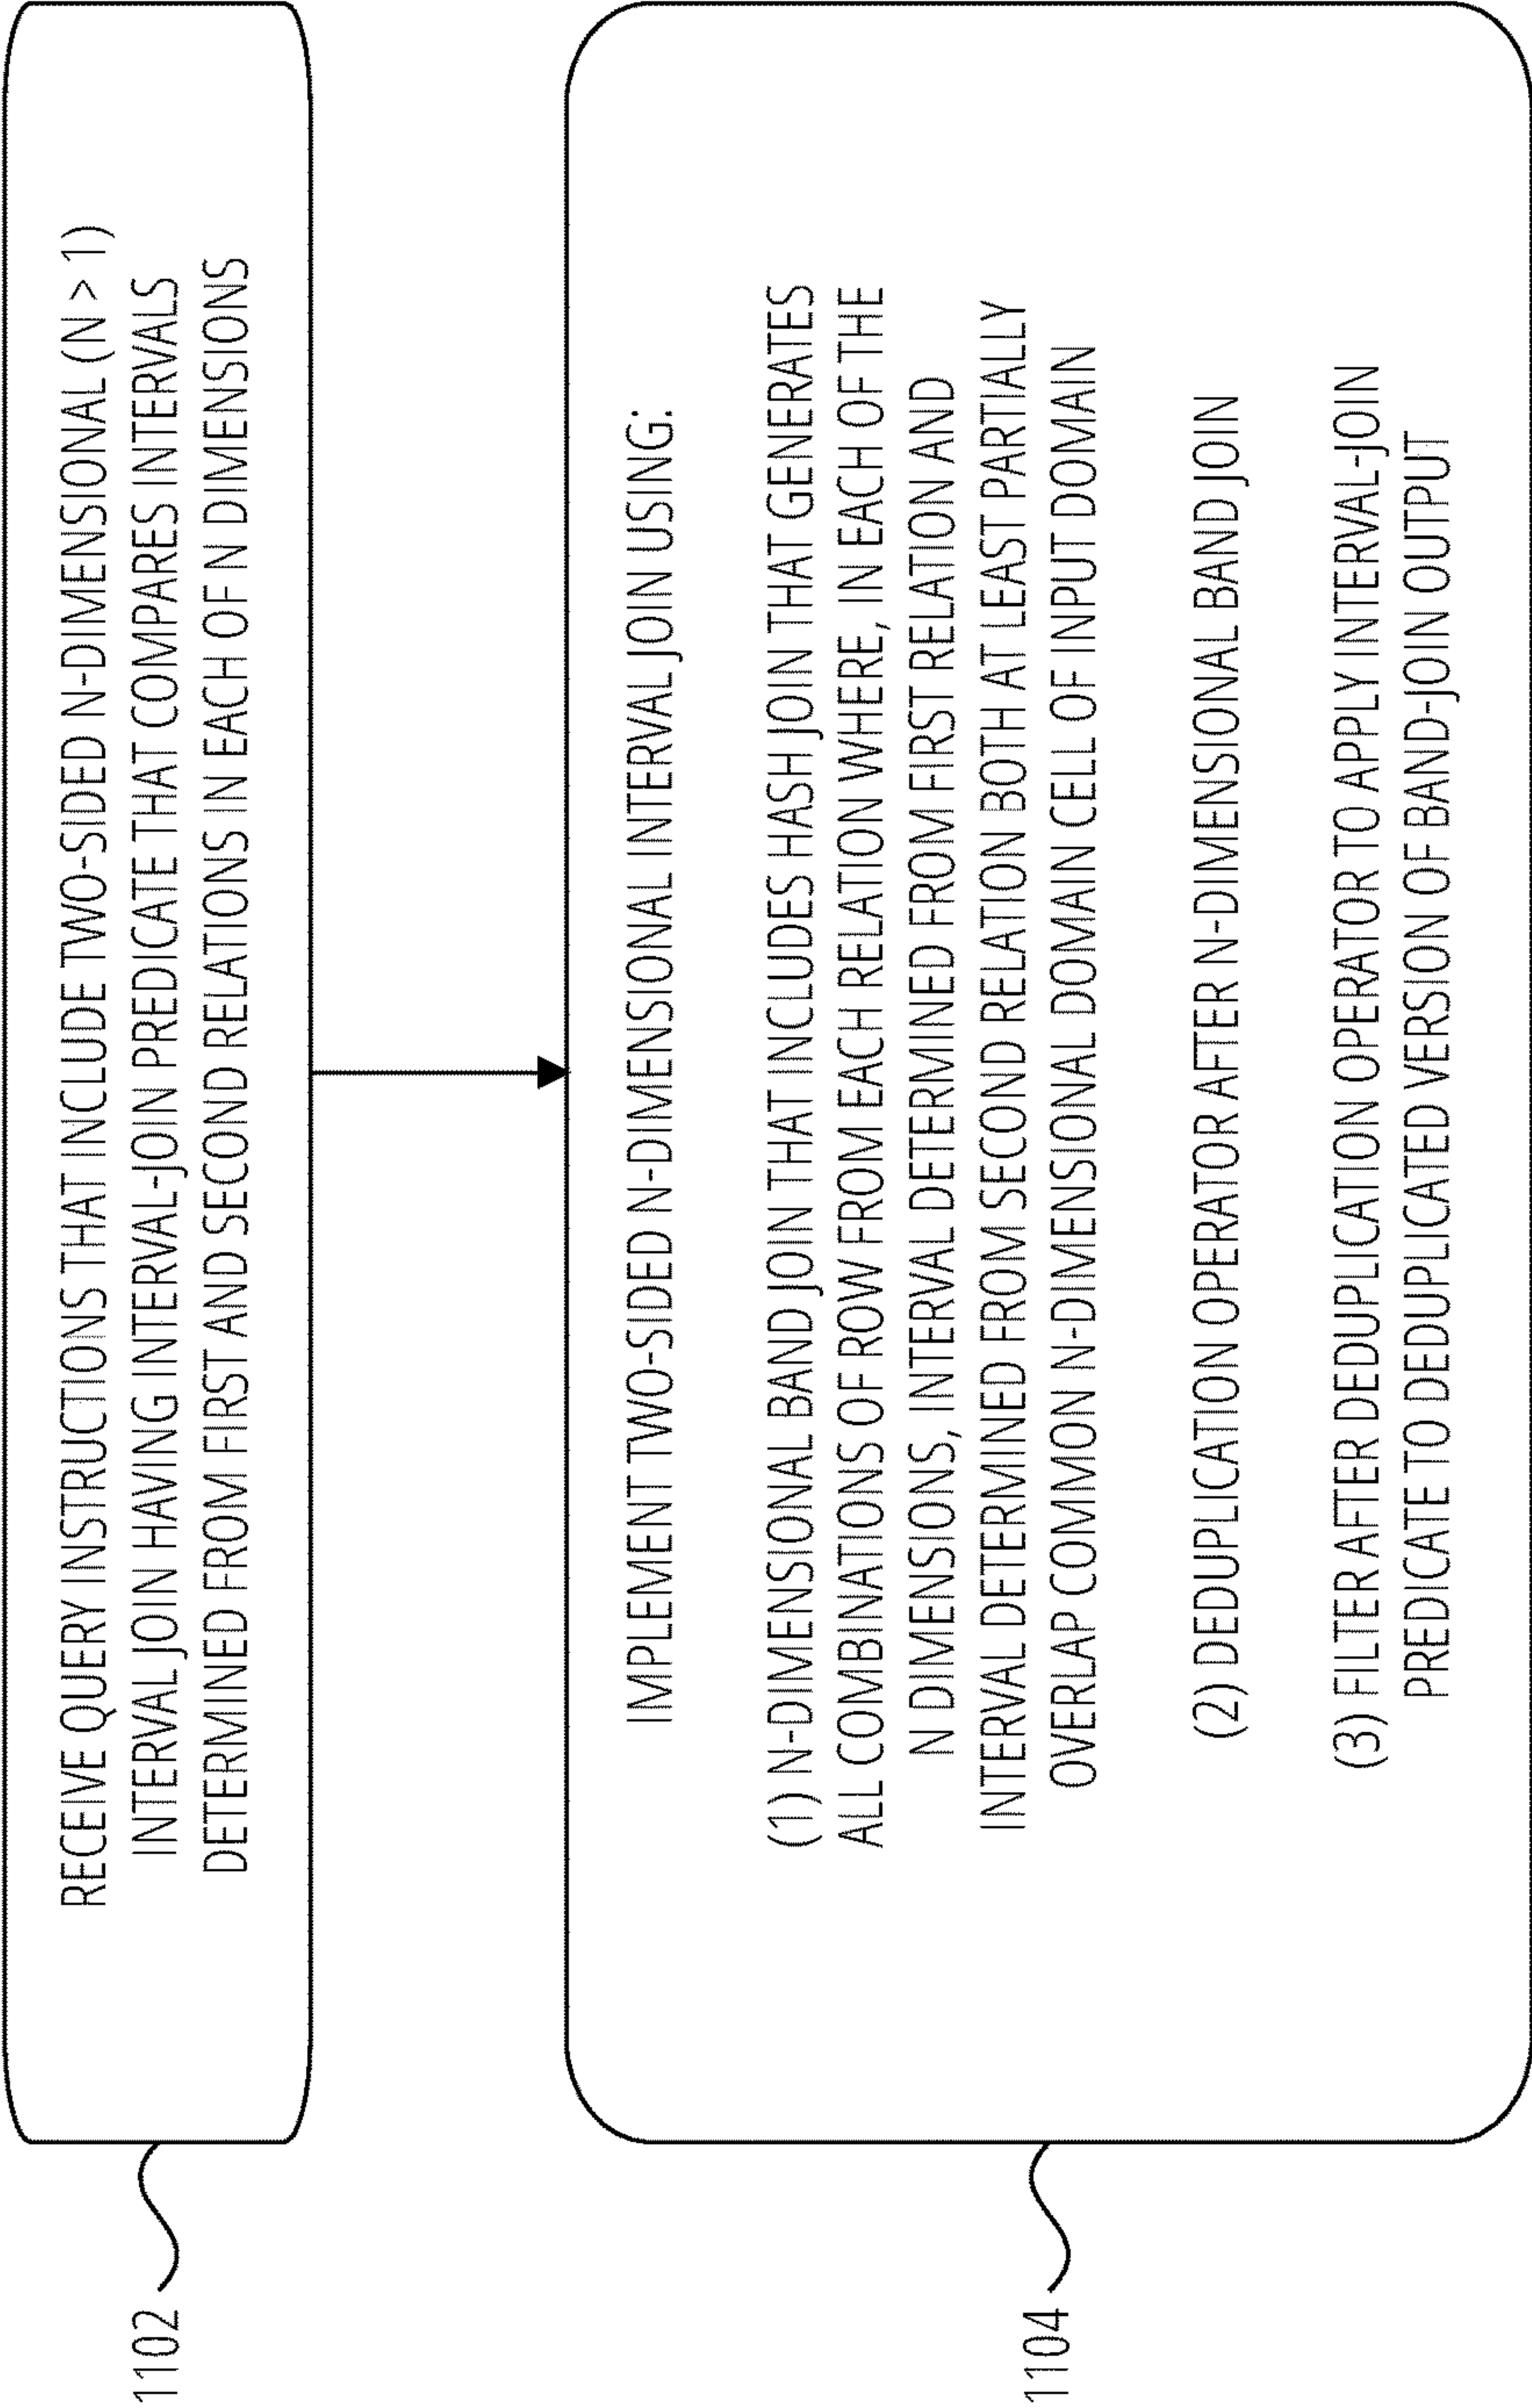 RECEIVE QUERY INSTRUCTIONS THAT INCLUDE TWO-SIDED N-DIMENSIONAL (N > 1)
INTERVAL JOIN HAVING INTERVAL-JOIN PREDICATE THAT COMPARES INTERVALS
DETERMINED FROM FIRST AND SECOND RELATIONS IN EACH OF N DIMENSIONS
1102
IMPLEMENT TWO-SIDED N-DIMENSIONAL INTERVAL JOIN USING:
(1) N-DIMENSIONAL BAND JOIN THAT INCLUDES HASH JOIN THAT GENERATES
ALL COMBINATIONS OF ROW FROM EACH RELATION WHERE, IN EACH OF THE
N DIMENSIONS, INTERVAL DETERMINED FROM FIRST RELATION AND
INTERVAL DETERMINED FROM SECOND RELATION BOTH AT LEAST PARTIALLY
OVERLAP COMMON N-DIMENSIONAL DOMAIN CELL OF INPUT DOMAIN
(2) DEDUPLICATION OPERATOR AFTER N-DIMENSIONAL BAND JOIN
(3) FILTER AFTER DEDUPLICATION OPERATOR TO APPLY INTERVAL-JOIN
PREDICATE TO DEDUPLICATED VERSION OF BAND-JOIN OUTPUT
1104